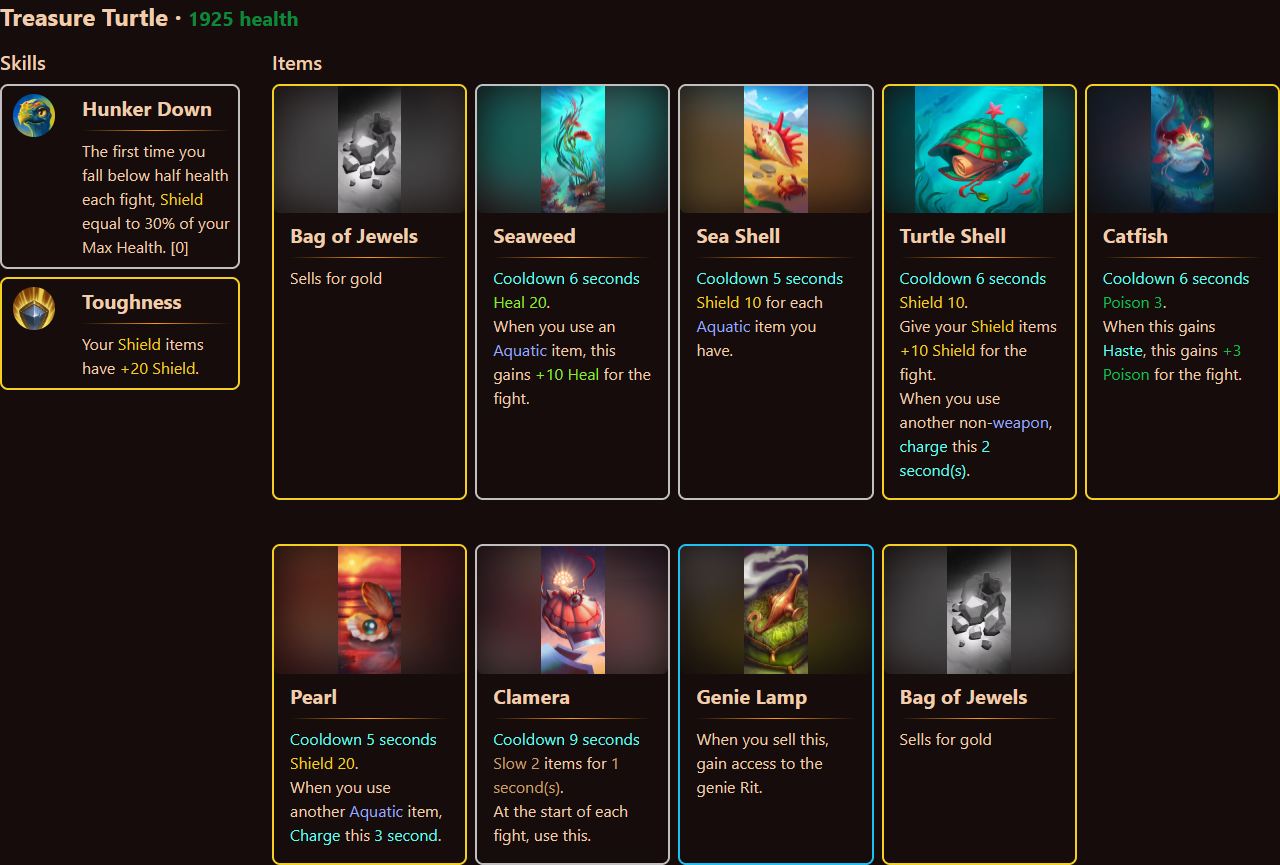 Treasure Turtle · 1925 health
Skills
Hunker Down
The first time you
fall below half health
each fight, Shield
equal to 30% of your
Max Health. [0]
Toughness
Your Shield items
have +20 Shield.
Items
Bag of Jewels
Sells for gold
Seaweed
Cooldown 6 seconds
Heal 20.
When you use an
Aquatic item, this
gains +10 Heal for the
fight.
Sea Shell
Cooldown 5 seconds
Shield 10 for each
Aquatic item you
have.
Turtle Shell
Cooldown 6 seconds
Shield 10.
Give your Shield items
+10 Shield for the
fight.
When you use
another non-weapon,
charge this 2
second(s).
Catfish
Cooldown 6 seconds
Poison 3.
When this gains
Haste, this gains +3
Poison for the fight.
Pearl
Cooldown 5 seconds
Shield 20.
When you use
another Aquatic item,
Charge this 3 second.
Clamera
Cooldown 9 seconds
Slow 2 items for 1
second(s).
At the start of each
fight, use this.
Genie Lamp
When you sell this,
gain access to the
genie Rit.
Bag of Jewels
Sells for gold